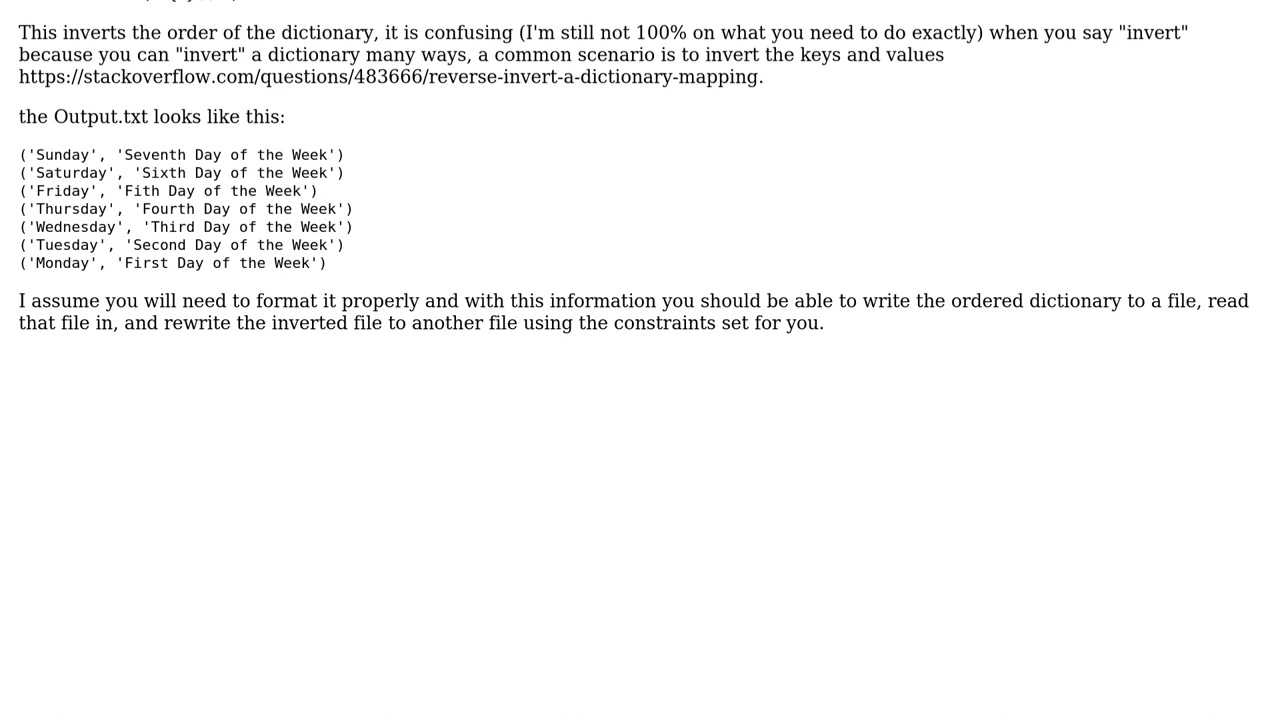 This inverts the order of the dictionary, it is confusing (I'm still not 100% on what you need to do exactly) when you say "invert"
because you can "invert" a dictionary many ways, a common scenario is to invert the keys and values
https://stackoverflow.com/questions/483666/reverse-invert-a-dictionary-mapping.
the Output.txt looks like this:
('Sunday', 'Seventh Day of the Week')
('Saturday', 'Sixth Day of the Week')
('Friday', 'Fith Day of the Week')
('Thursday', 'Fourth Day of the Week')
('Wednesday', 'Third Day of the Week')
('Tuesday', 'Second Day of the Week')
('Monday', 'First Day of the Week')
I assume you will need to format it properly and with this information you should be able to write the ordered dictionary to a file, read
that file in, and rewrite the inverted file to another file using the constraints set for you.